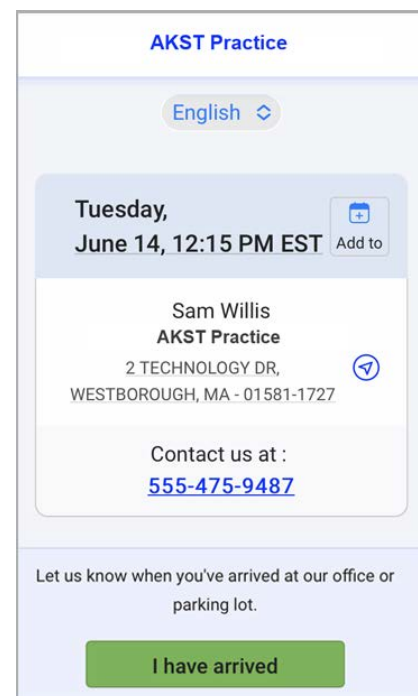 AKST Practice
English
Tuesday,
June 14, 12:15 PM EST
Add to
Sam Willis
AKST Practice
2 TECHNOLOGY DR,
WESTBOROUGH, MA - 01581-1727
Contact us at :
555-475-9487
Let us know when you've arrived at our office or
parking lot.
I have arrived